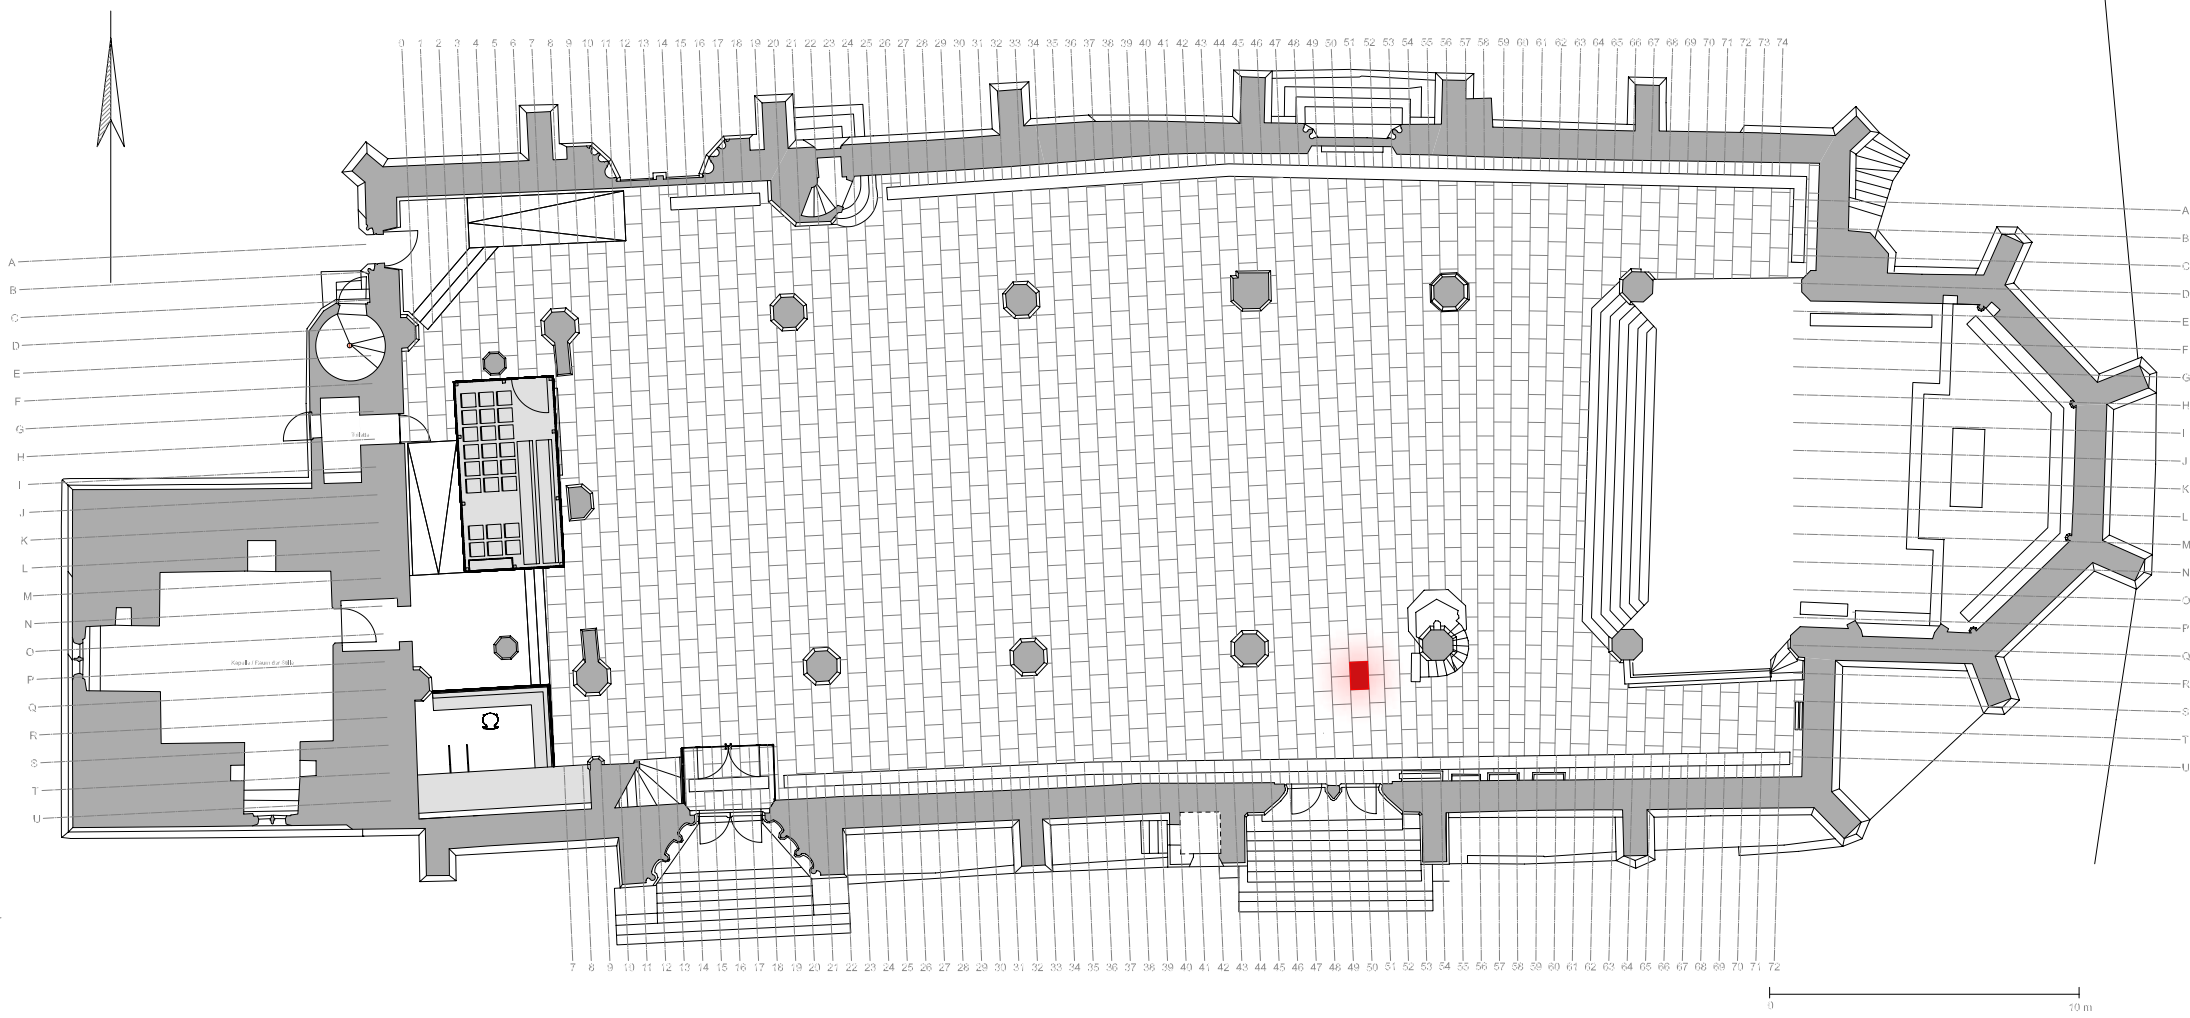 0 1 2 3 4 5 6 7 8 9 10 11 12 13 14 15 16 17 18 19 20 21 22 23 24 25 26 27 28 29 30 31 32 33 34 35 36 37 38 39 40 41 42 43 44 45 46 47 48 49 50 51 52 53 54 55 56 57 58 59 60 61 62 63 64 65 66 67 68 69 70 71 72 73 74
A
B
C
D
E
F
G
H
I
J
K
L
M
N
O
P
Q
R
S
T
U
A
B
C
D
E
F
G
H
I
J
K
L
M
N
O
P
Q
R
S
T
U
7 8 9 10 11 12 13 14 15 16 17 18 19 20 21 22 23 24 25 26 27 28 29 30 31 32 33 34 35 36 37 38 39 40 41 42 43 44 45 46 47 48 49 50 51 52 53 54 55 56 57 58 59 60 61 62 63 64 65 66 67 68 69 70 71 72
0 10 m